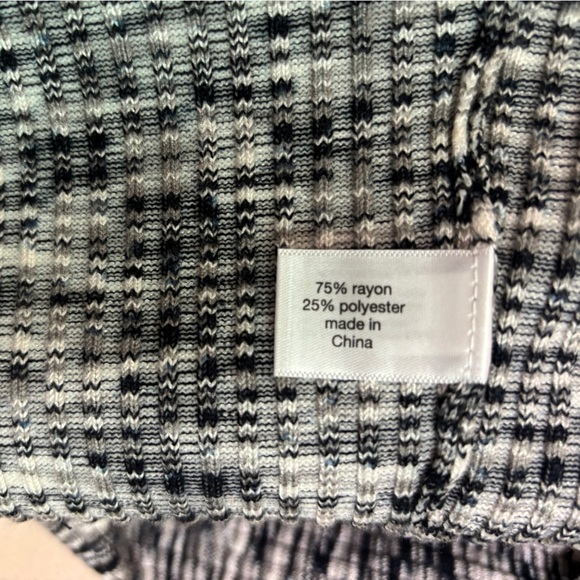 75% rayon
25% polyester
made in
China